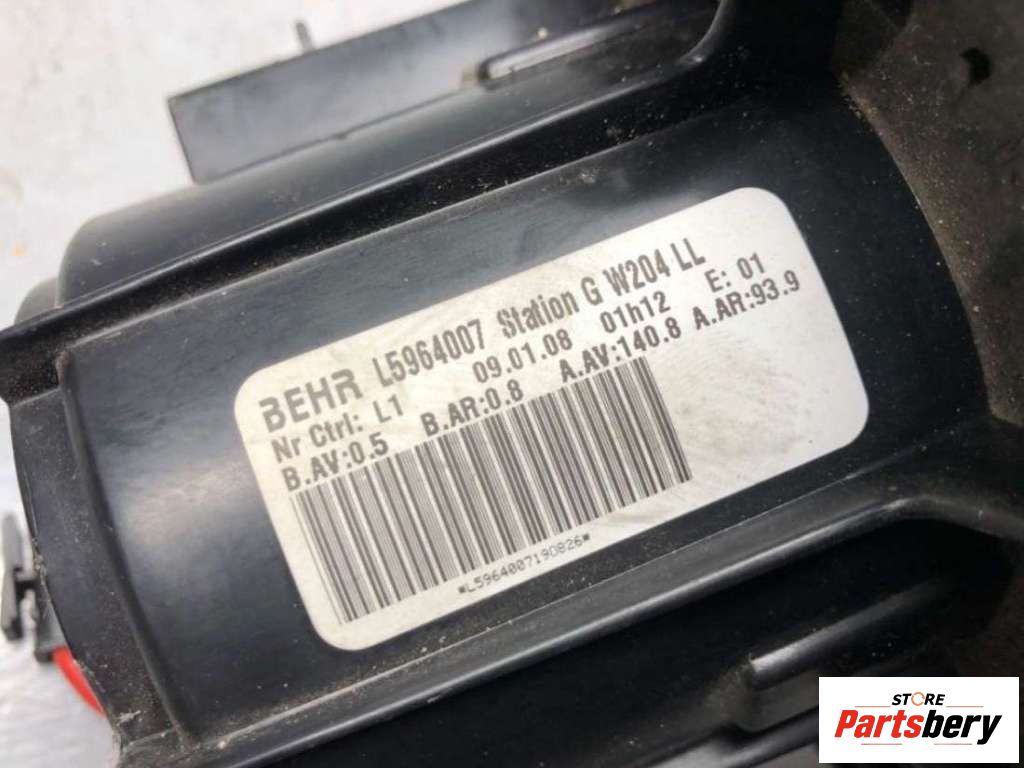 BEHR L5964007 Station G W204 LL
Nr Ctrl: L1 09.01.08 01h12 E: 01
B.AV:0.5 B.AR:0.8 A.AV:140.8 A.AR:93.9
*L5964007190826*
STORE
Partsbery